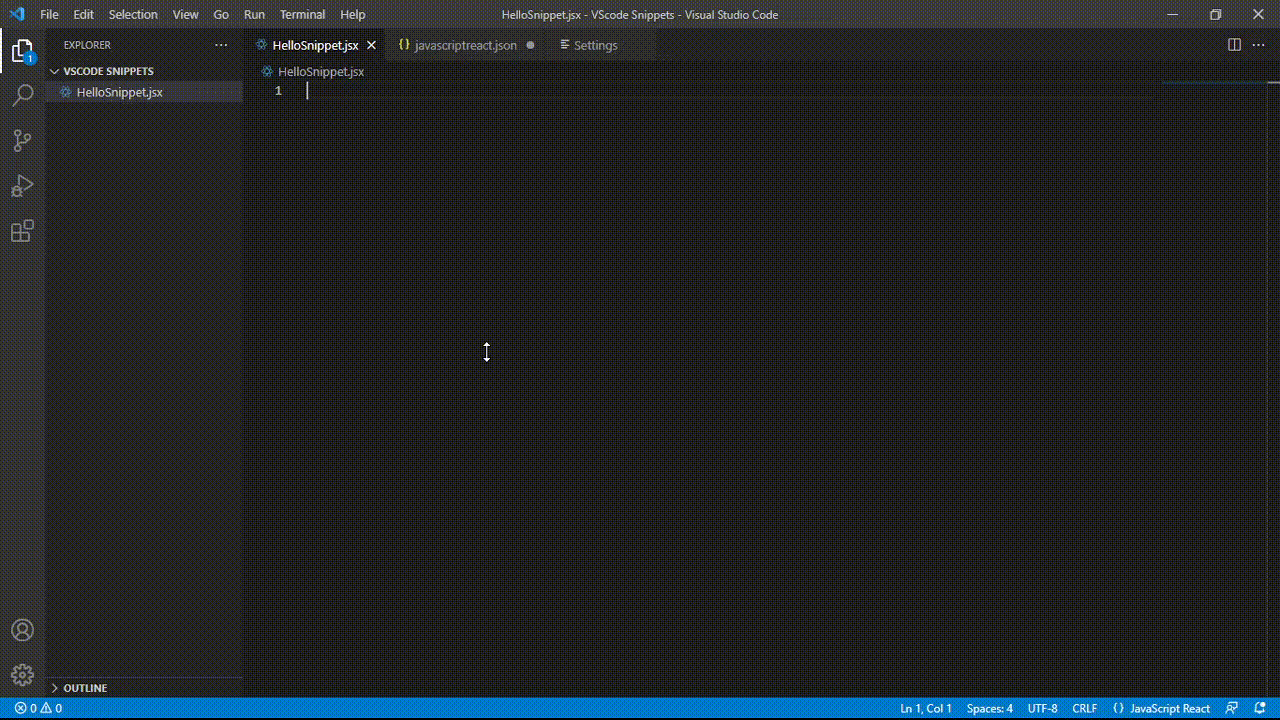 File Edit Selection View Go Run Terminal Help
HelloSnippet.jsx - VScode Snippets - Visual Studio Code
EXPLORER
HelloSnippet.jsx
{} javascriptreact.json
Settings
1
VSCODE SNIPPETS
HelloSnippet.jsx
HelloSnippet.jsx
1
OUTLINE
0 0
Ln 1, Col 1 Spaces: 4 UTF-8 CRLF {} JavaScript React